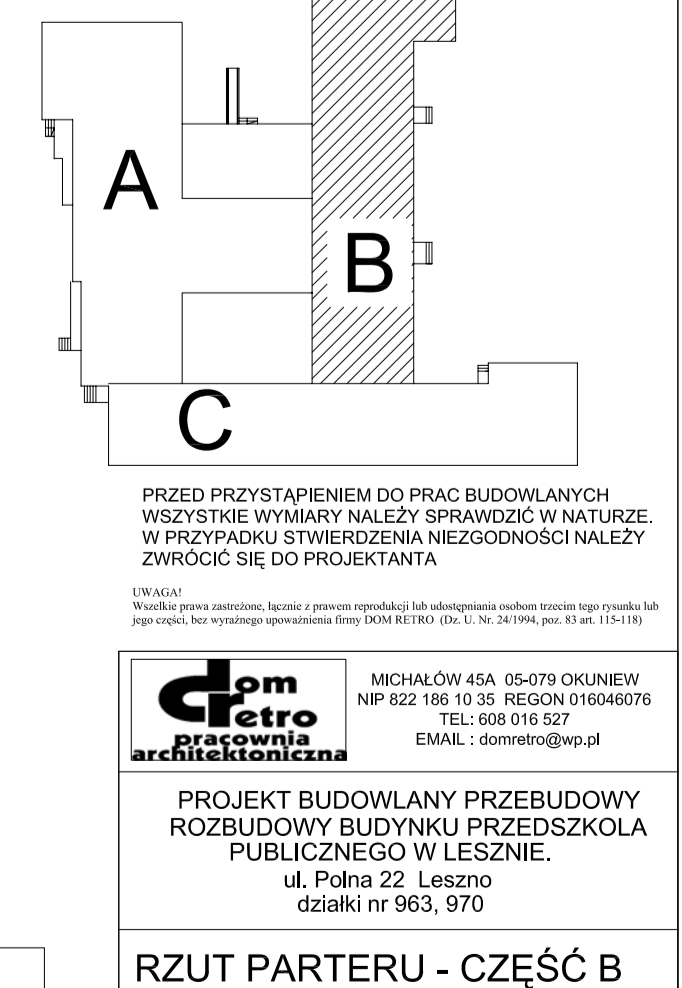 A
B
C
PRZED PRZYSTĄPIENIEM DO PRAC BUDOWLANYCH
WSZYSTKIE WYMIARY NALEŻY SPRAWDZIĆ W NATURZE.
W PRZYPADKU STWIERDZENIA NIEZGODNOŚCI NALEŻY
ZWRÓCIĆ SIĘ DO PROJEKTANTA
UWAGA!
Wszelkie prawa zastreżone, łącznie z prawem reprodukcji lub udostępniania osobom trzecim tego rysunku lub
jego części, bez wyraźnego upoważnienia firmy DOM RETRO (Dz. U. Nr. 24/1994, poz. 83 art. 115-118)
dom
retro
pracownia
architektoniczna
MICHAŁÓW 45A 05-079 OKUNIEW
NIP 822 186 10 35 REGON 016046076
TEL: 608 016 527
EMAIL : domretro@wp.pl
PROJEKT BUDOWLANY PRZEBUDOWY
ROZBUDOWY BUDYNKU PRZEDSZKOLA
PUBLICZNEGO W LESZNIE.
ul. Polna 22 Leszno
działki nr 963, 970
RZUT PARTERU - CZĘŚĆ B